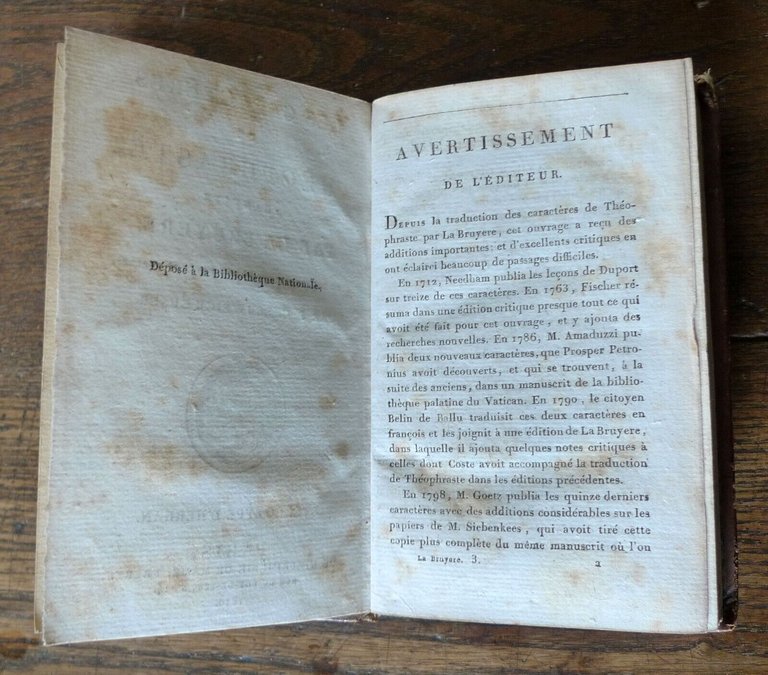 Déposé à la Bibliothèque Nationale.
AVERTISSEMENT
DE L'ÉDITEUR.
DEPUIS la traduction des caractères de Théo-
phraste par La Bruyere, cet ouvrage a reçu des
additions importantes: et d'excellents critiques en
ont éclairci beaucoup de passages difficiles.
En 1712, Needham publia les leçons de Duport
sur treize de ces caractères. En 1763, Fischer ré-
suma dans une édition critique presque tout ce qui
avoit été fait pour cet ouvrage, et y ajouta des
recherches nouvelles. En 1786, M. Amaduzzi pu-
blia deux nouveaux caractères, que Prosper Petro-
nius avoit découverts, et qui se trouvent, à la
suite des anciens, dans un manuscrit de la biblio-
thèque palatine du Vatican. En 1790, le citoyen
Belin de Ballu traduisit ces deux caractères en
françois et les joignit à une édition de La Bruyere,
dans laquelle il ajouta quelques notes critiques à
celles dont Coste avoit accompagné la traduction
de Théophraste dans les éditions précédentes.
En 1798, M. Goetz publia les quinze derniers
caractères avec des additions considérables sur les
papiers de M. Siebenkees, qui avoit tiré cette
copie plus complète du même manuscrit où l'on
La Bruyere. 3. a